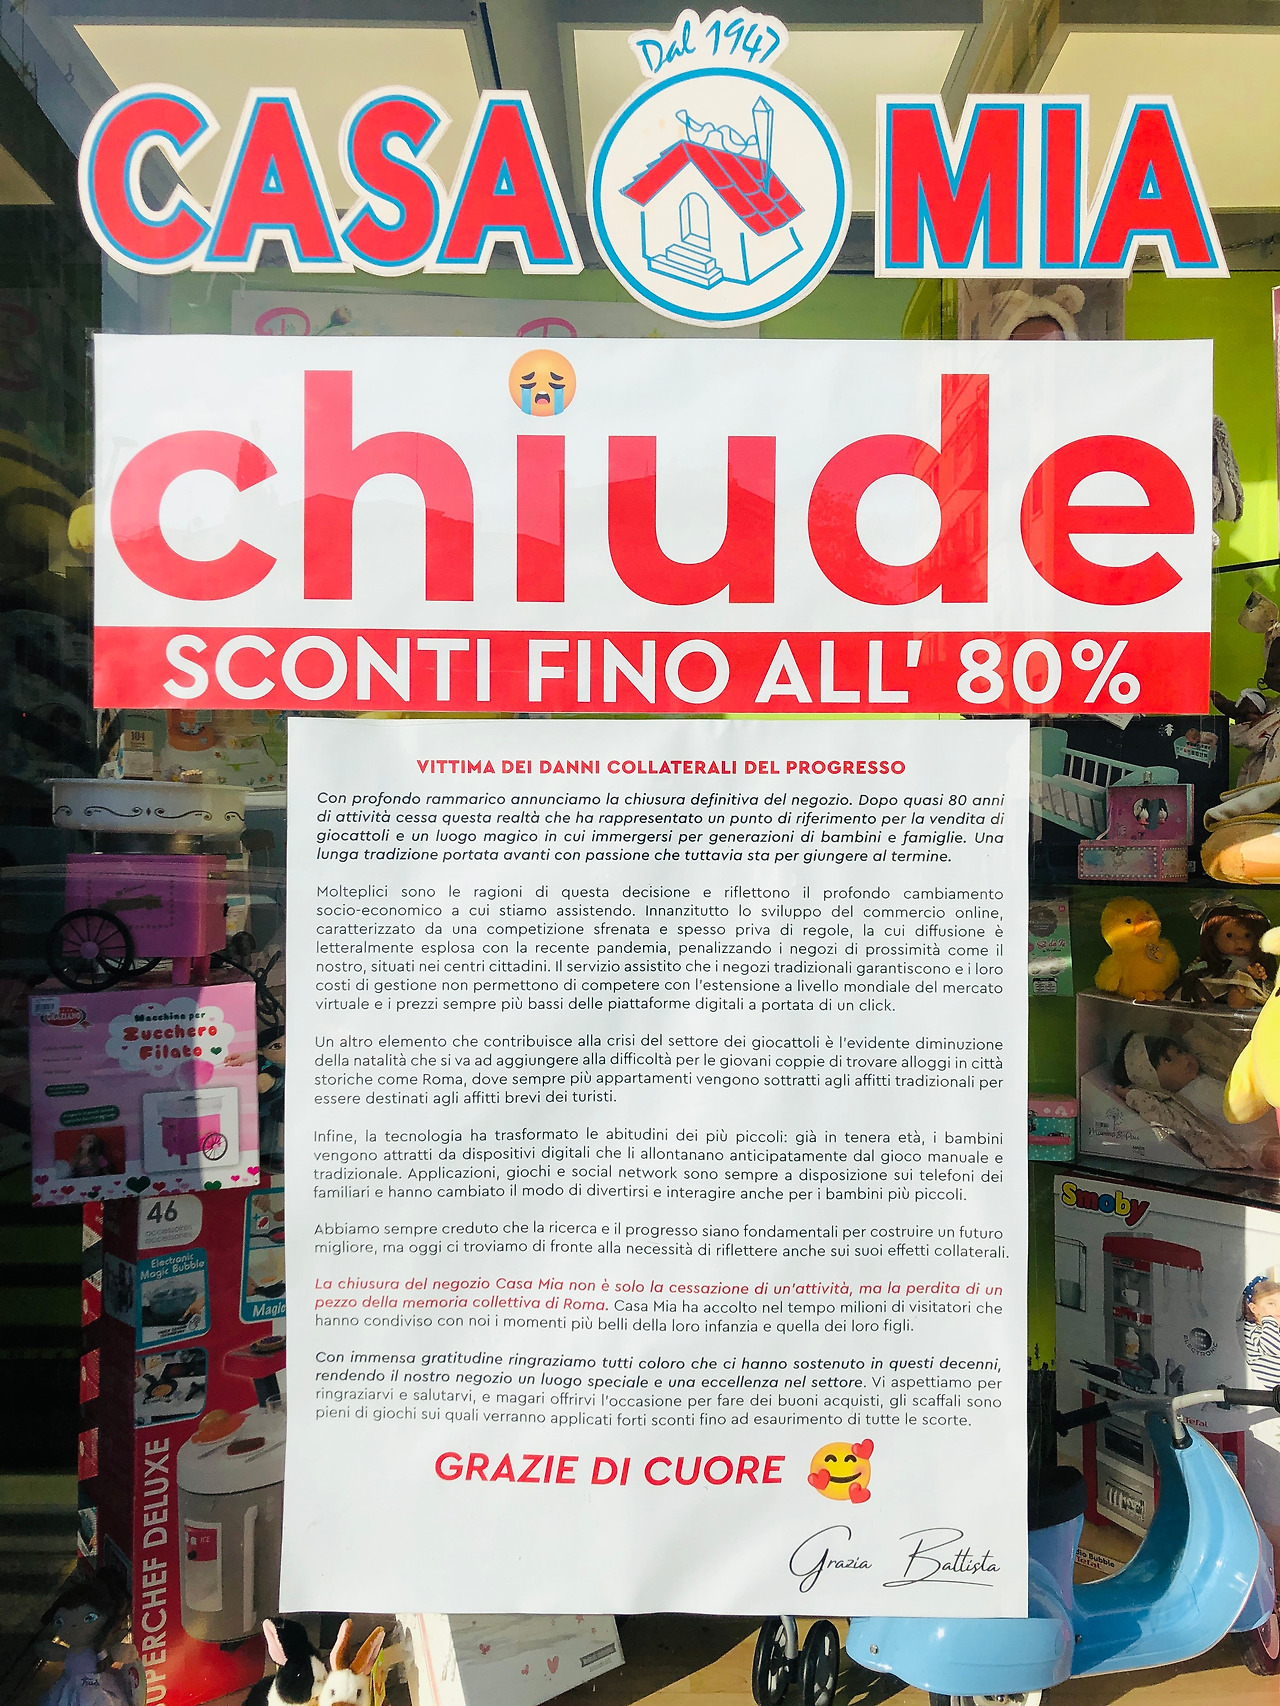 Dal 1947
CASA MIA
chiude
SCONTI FINO ALL' 80%
VITTIMA DEI DANNI COLLATERALI DEL PROGRESSO
Con profondo rammarico annunciamo la chiusura definitiva del negozio. Dopo quasi 80 anni
di attività cessa questa realtà che ha rappresentato un punto di riferimento per la vendita di
giocattoli e un luogo magico in cui immergersi per generazioni di bambini e famiglie. Una
lunga tradizione portata avanti con passione che tuttavia sta per giungere al termine.
Molteplici sono le ragioni di questa decisione e riflettono il profondo cambiamento
socio-economico a cui stiamo assistendo. Innanzitutto lo sviluppo del commercio online,
caratterizzato da una competizione sfrenata e spesso priva di regole, la cui diffusione è
letteralmente esplosa con la recente pandemia, penalizzando i negozi di prossimità come il
nostro, situati nei centri cittadini. Il servizio assistito che i negozi tradizionali garantiscono e i loro
costi di gestione non permettono di competere con l'estensione a livello mondiale del mercato
virtuale e i prezzi sempre più bassi delle piattaforme digitali a portata di un click.
Un altro elemento che contribuisce alla crisi del settore dei giocattoli è l'evidente diminuzione
della natalità che si va ad aggiungere alla difficoltà per le giovani coppie di trovare alloggi in città
storiche come Roma, dove sempre più appartamenti vengono sottratti agli affitti tradizionali per
essere destinati agli affitti brevi dei turisti.
Infine, la tecnologia ha trasformato le abitudini dei più piccoli: già in tenera età, i bambini
vengono attratti da dispositivi digitali che li allontanano anticipatamente dal gioco manuale e
tradizionale. Applicazioni, giochi e social network sono sempre a disposizione sui telefoni dei
familiari e hanno cambiato il modo di divertirsi e interagire anche per i bambini più piccoli.
Abbiamo sempre creduto che la ricerca e il progresso siano fondamentali per costruire un futuro
migliore, ma oggi ci troviamo di fronte alla necessità di riflettere anche sui suoi effetti collaterali.
La chiusura del negozio Casa Mia non è solo la cessazione di un'attività, ma la perdita di un
pezzo della memoria collettiva di Roma. Casa Mia ha accolto nel tempo milioni di visitatori che
hanno condiviso con noi i momenti più belli della loro infanzia e quella dei loro figli.
Con immensa gratitudine ringraziamo tutti coloro che ci hanno sostenuto in questi decenni,
rendendo il nostro negozio un luogo speciale e una eccellenza nel settore. Vi aspettiamo per
ringraziarvi e salutarvi, e magari offrirvi l'occasione per fare dei buoni acquisti, gli scaffali sono
pieni di giochi sui quali verranno applicati forti sconti fino ad esaurimento di tutte le scorte.
GRAZIE DI CUORE
Grazia Battista
104
Macchina per
Zucchero
Filato
46
accessoires
Electronic
Magic Bubble
Magic
SUPERCHEF DELUXE
Smoby
ELECTRONIC
Tefal